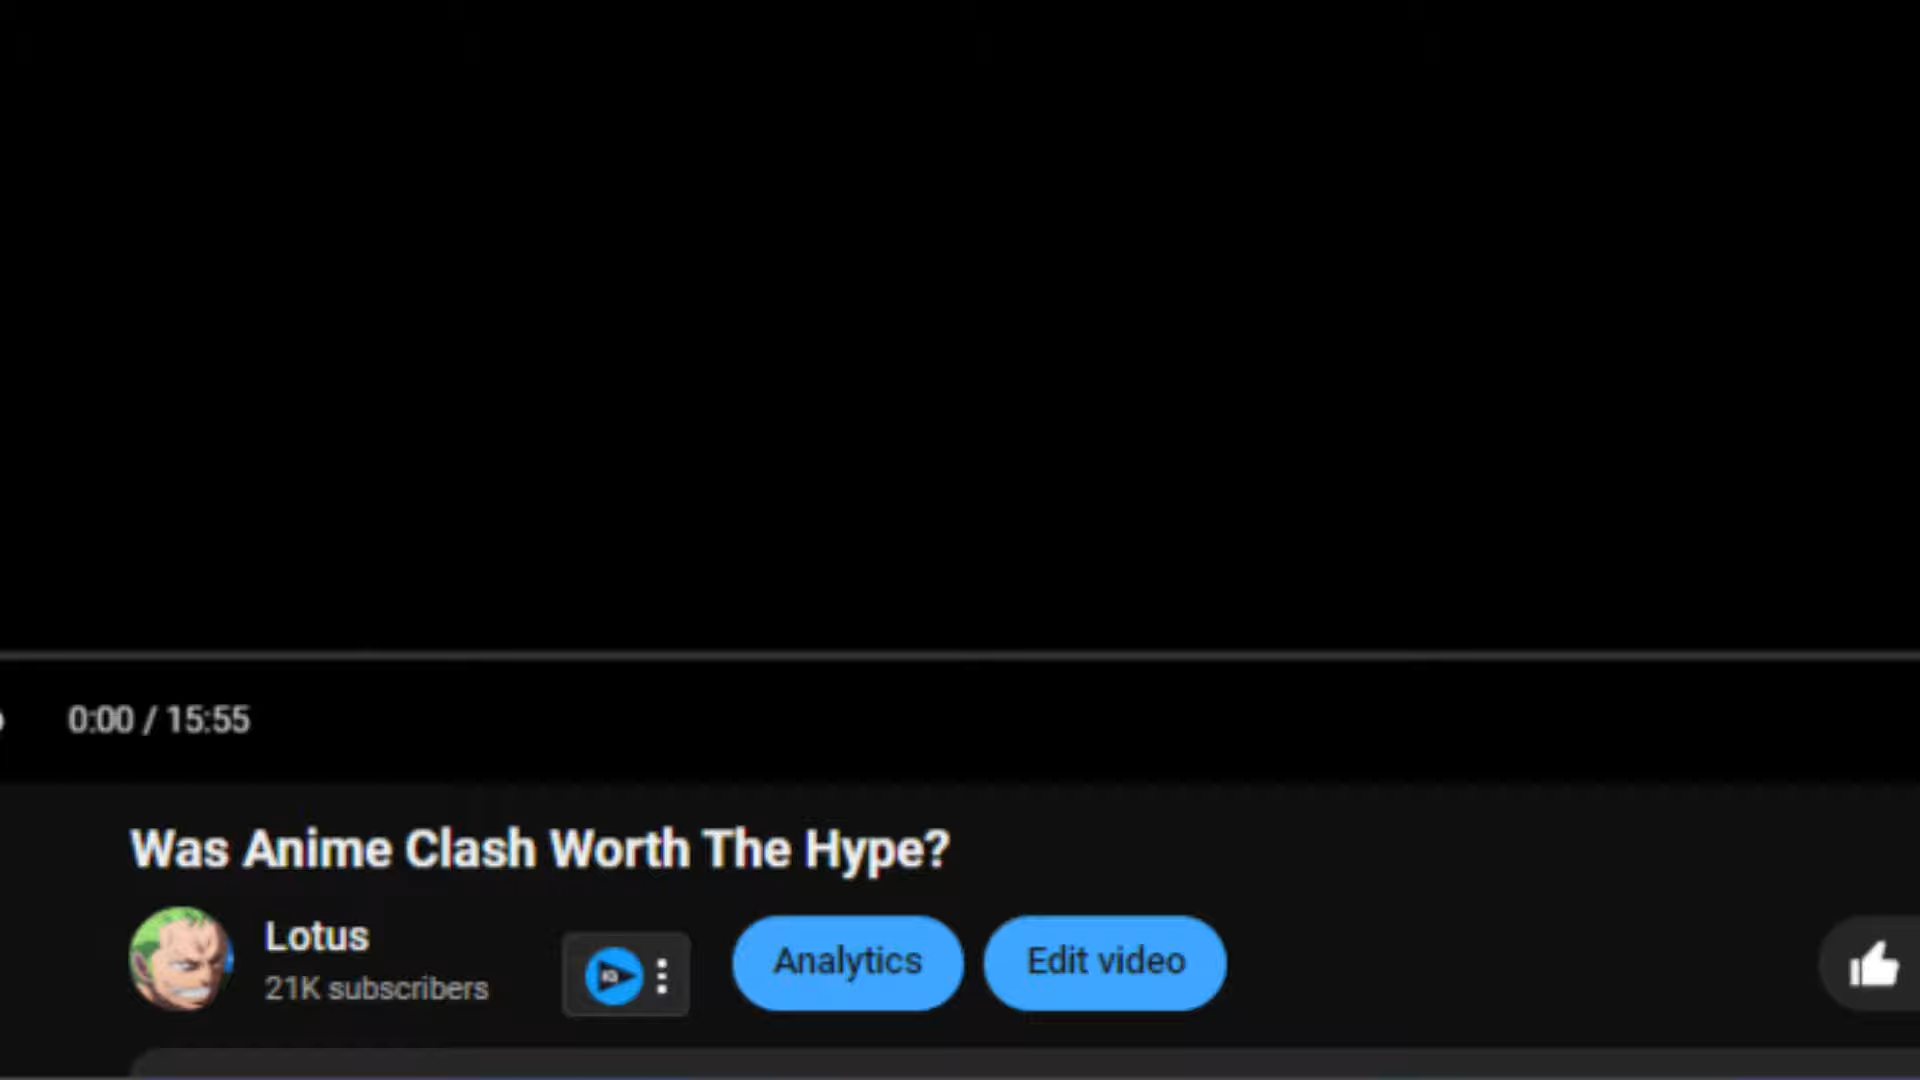 0:00 / 15:55
Was Anime Clash Worth The Hype?
Lotus
21K subscribers
Analytics
Edit video